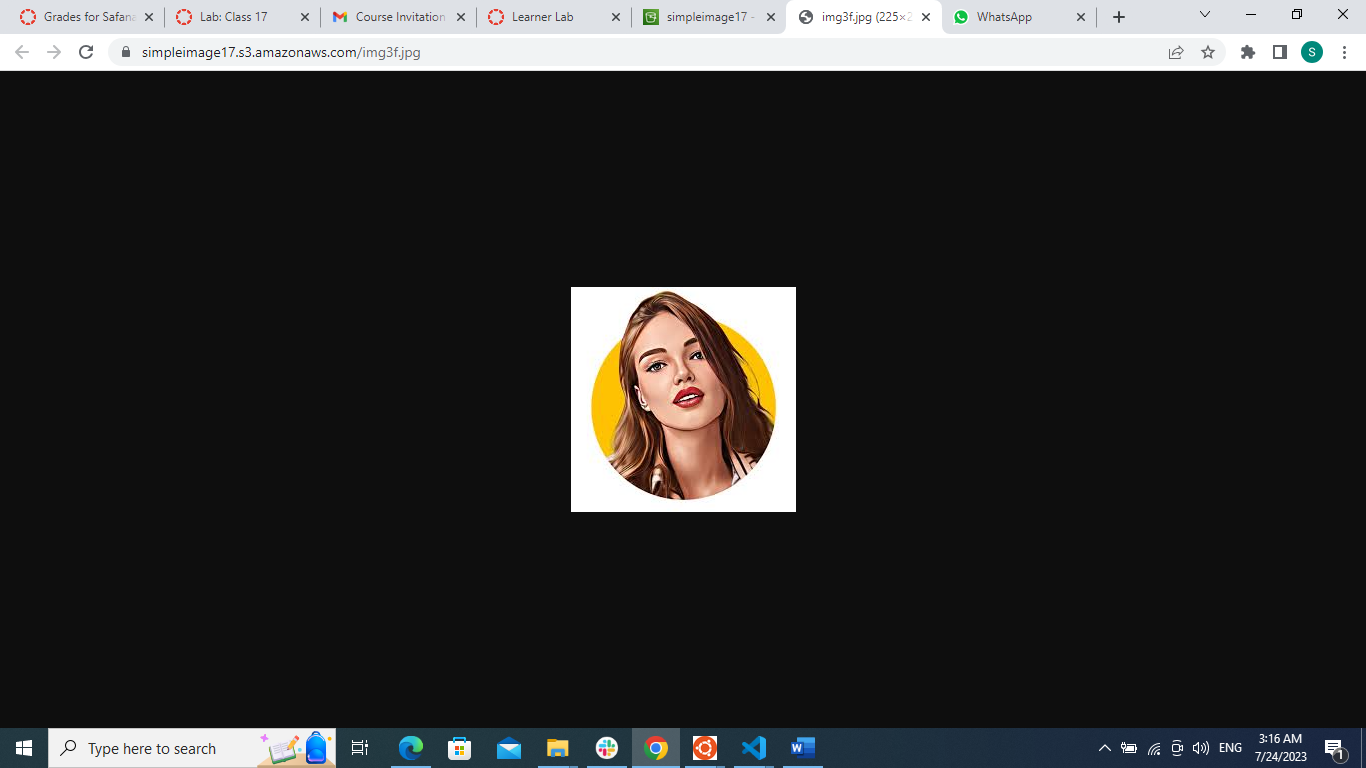 Grades for Safana
Lab: Class 17
Course Invitation
Learner Lab
simpleimage17 -
img3f.jpg (225×2
WhatsApp
simpleimage17.s3.amazonaws.com/img3f.jpg
S
Type here to search
W
ENG
3:16 AM
7/24/2023
1